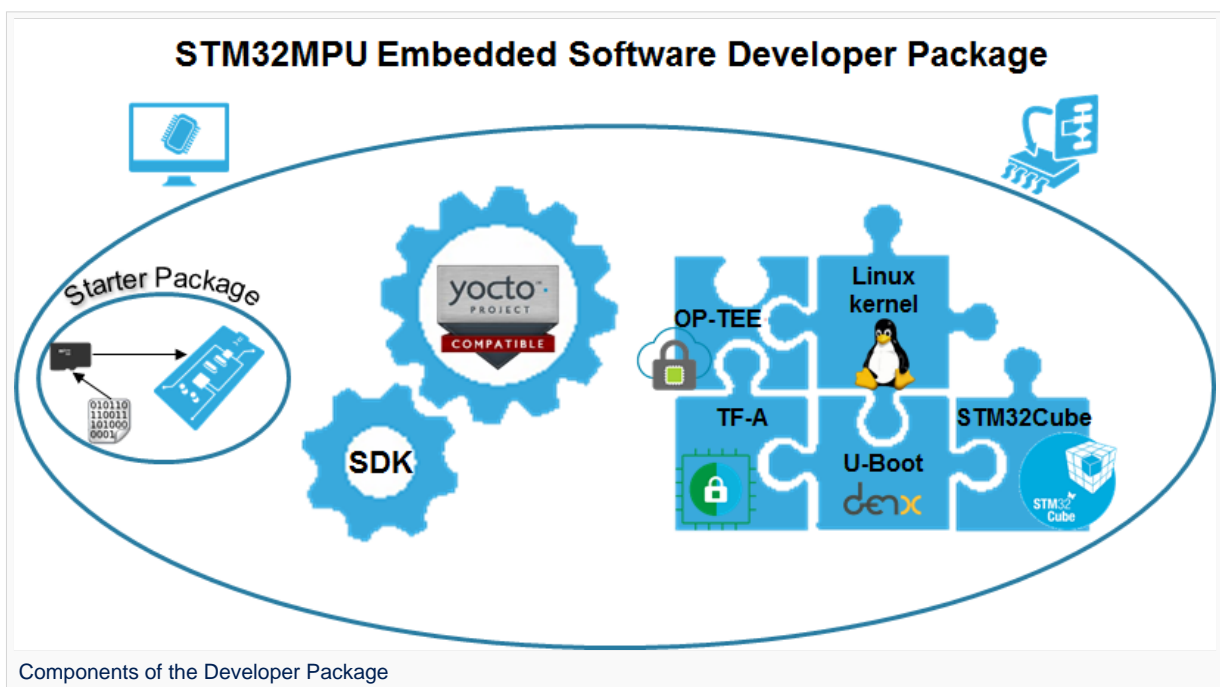 STM32MPU Embedded Software Developer Package
Starter Package
010110
110011
101000
0001
yocto
PROJECT
COMPATIBLE
SDK
OP-TEE
Linux
kernel
TF-A
U-Boot
denx
STM32Cube
STM32
Cube
Components of the Developer Package